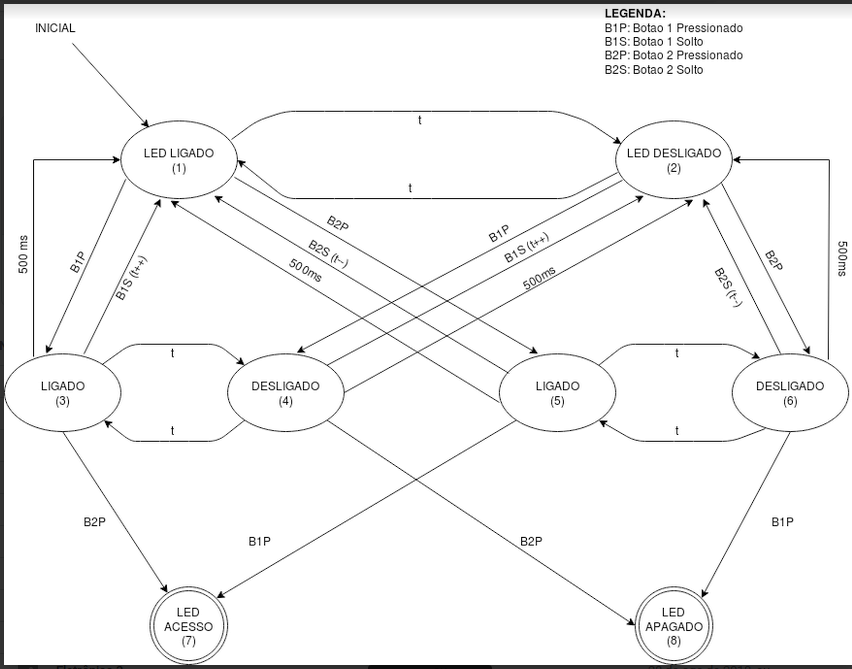 LEGENDA:
B1P: Botao 1 Pressionado
B1S: Botao 1 Solto
B2P: Botao 2 Pressionado
B2S: Botao 2 Solto
INICIAL
t
LED LIGADO
(1)
LED DESLIGADO
(2)
t
500 ms
B1P
B1S (t++)
B2P
B2S (t--)
500ms
B1P
B1S (t++)
500ms
B2P
B2S (t--)
500ms
t
t
LIGADO
(3)
DESLIGADO
(4)
LIGADO
(5)
DESLIGADO
(6)
t
t
B2P
B1P
B2P
B1P
LED
ACESSO
(7)
LED
APAGADO
(8)